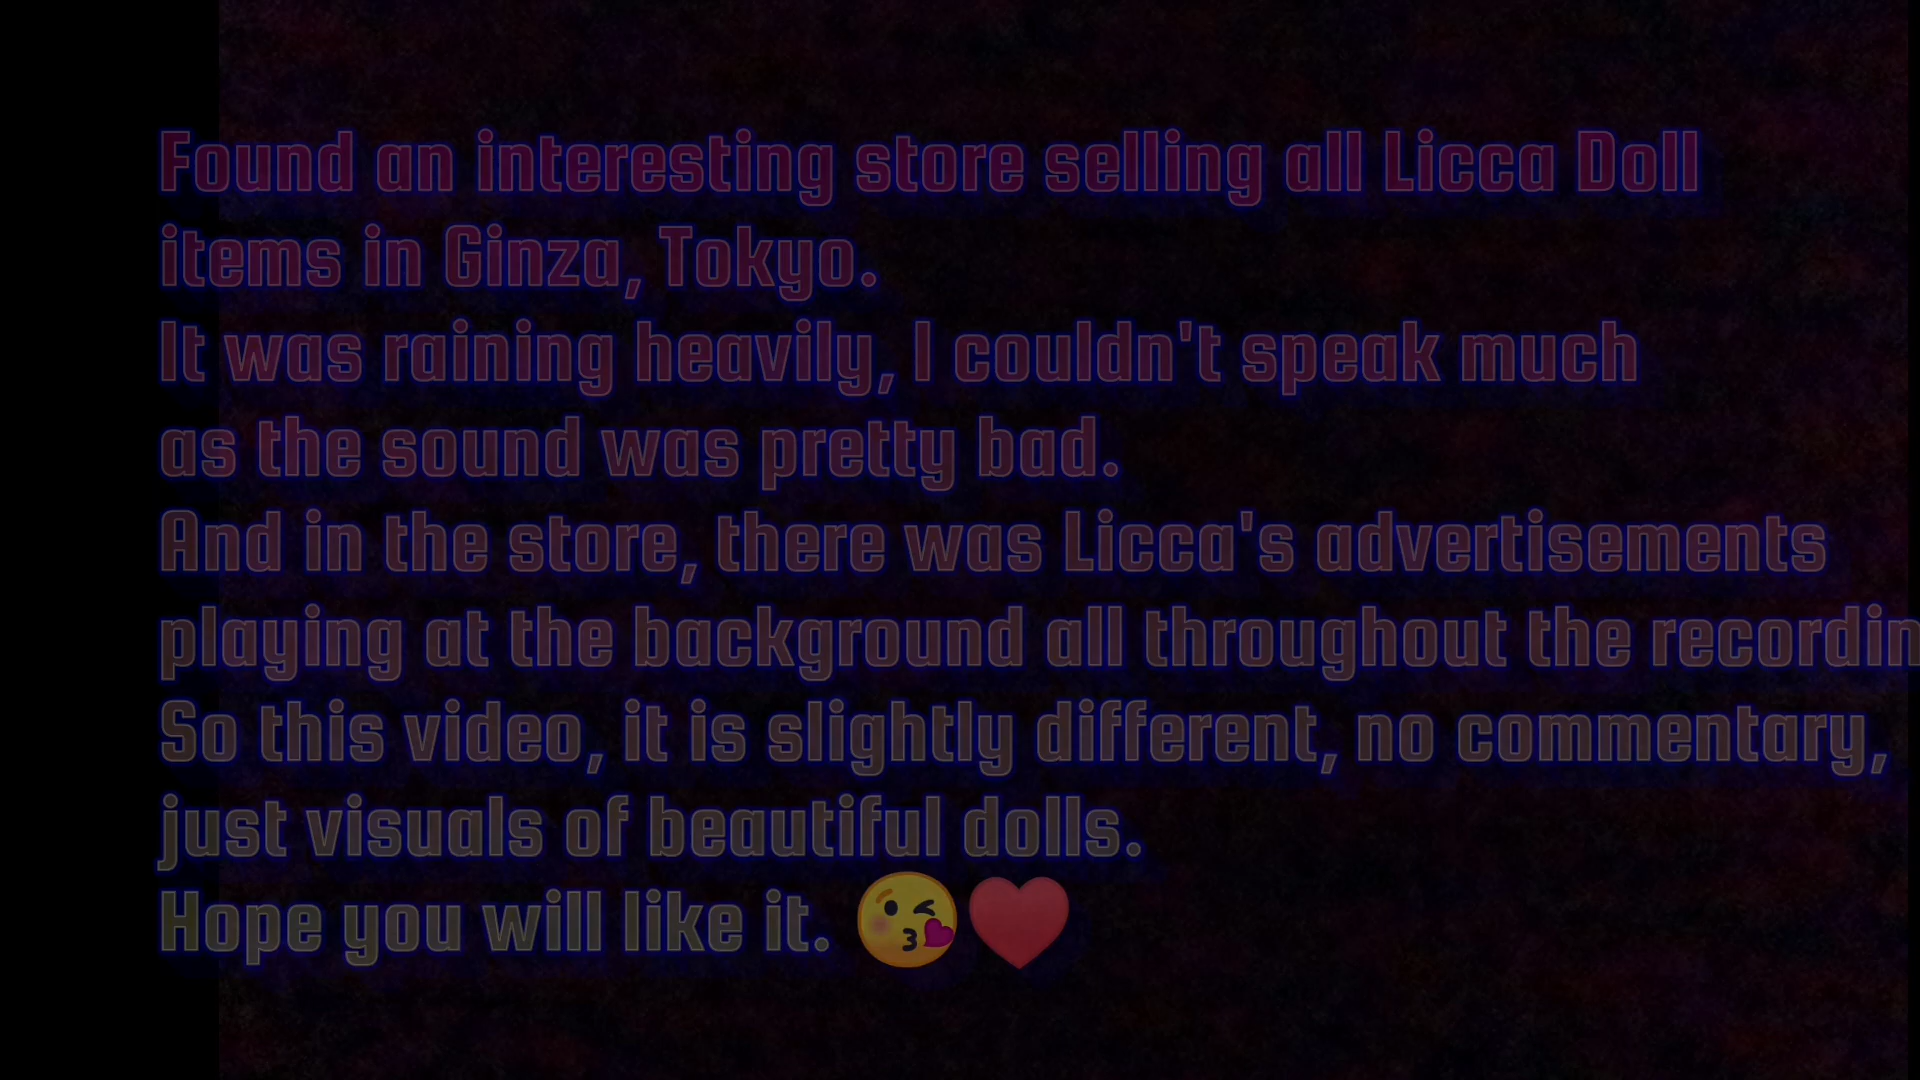 Found an interesting store selling all Licca Doll
items in Ginza, Tokyo.
It was raining heavily, I couldn't speak much
as the sound was pretty bad.
And in the store, there was Licca's advertisements
playing at the background all throughout the recordin
So this video, it is slightly different, no commentary,
just visuals of beautiful dolls.
Hope you will like it. 😘❤️